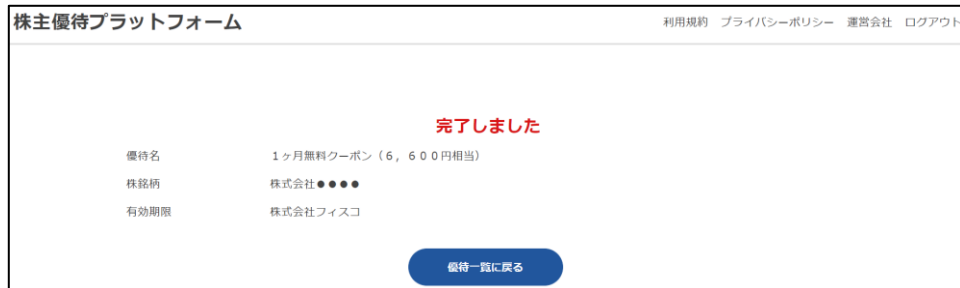 株主優待プラットフォーム 利用規約 プライバシーポリシー 運営会社 ログアウト
完了しました
優待名 1ヶ月無料クーポン（6，600円相当）
株銘柄 株式会社●●●●
有効期限 株式会社フィスコ
優待一覧に戻る